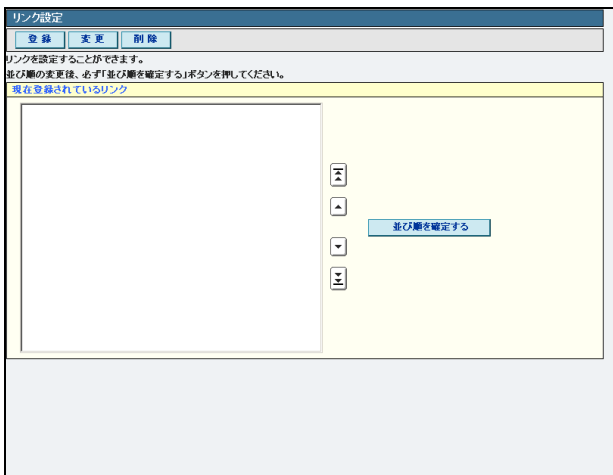 リンク設定
登録 変更 削除
リンクを設定することができます。
並び順の変更後、必ず「並び順を確定する」ボタンを押してください。
現在登録されているリンク
並び順を確定する